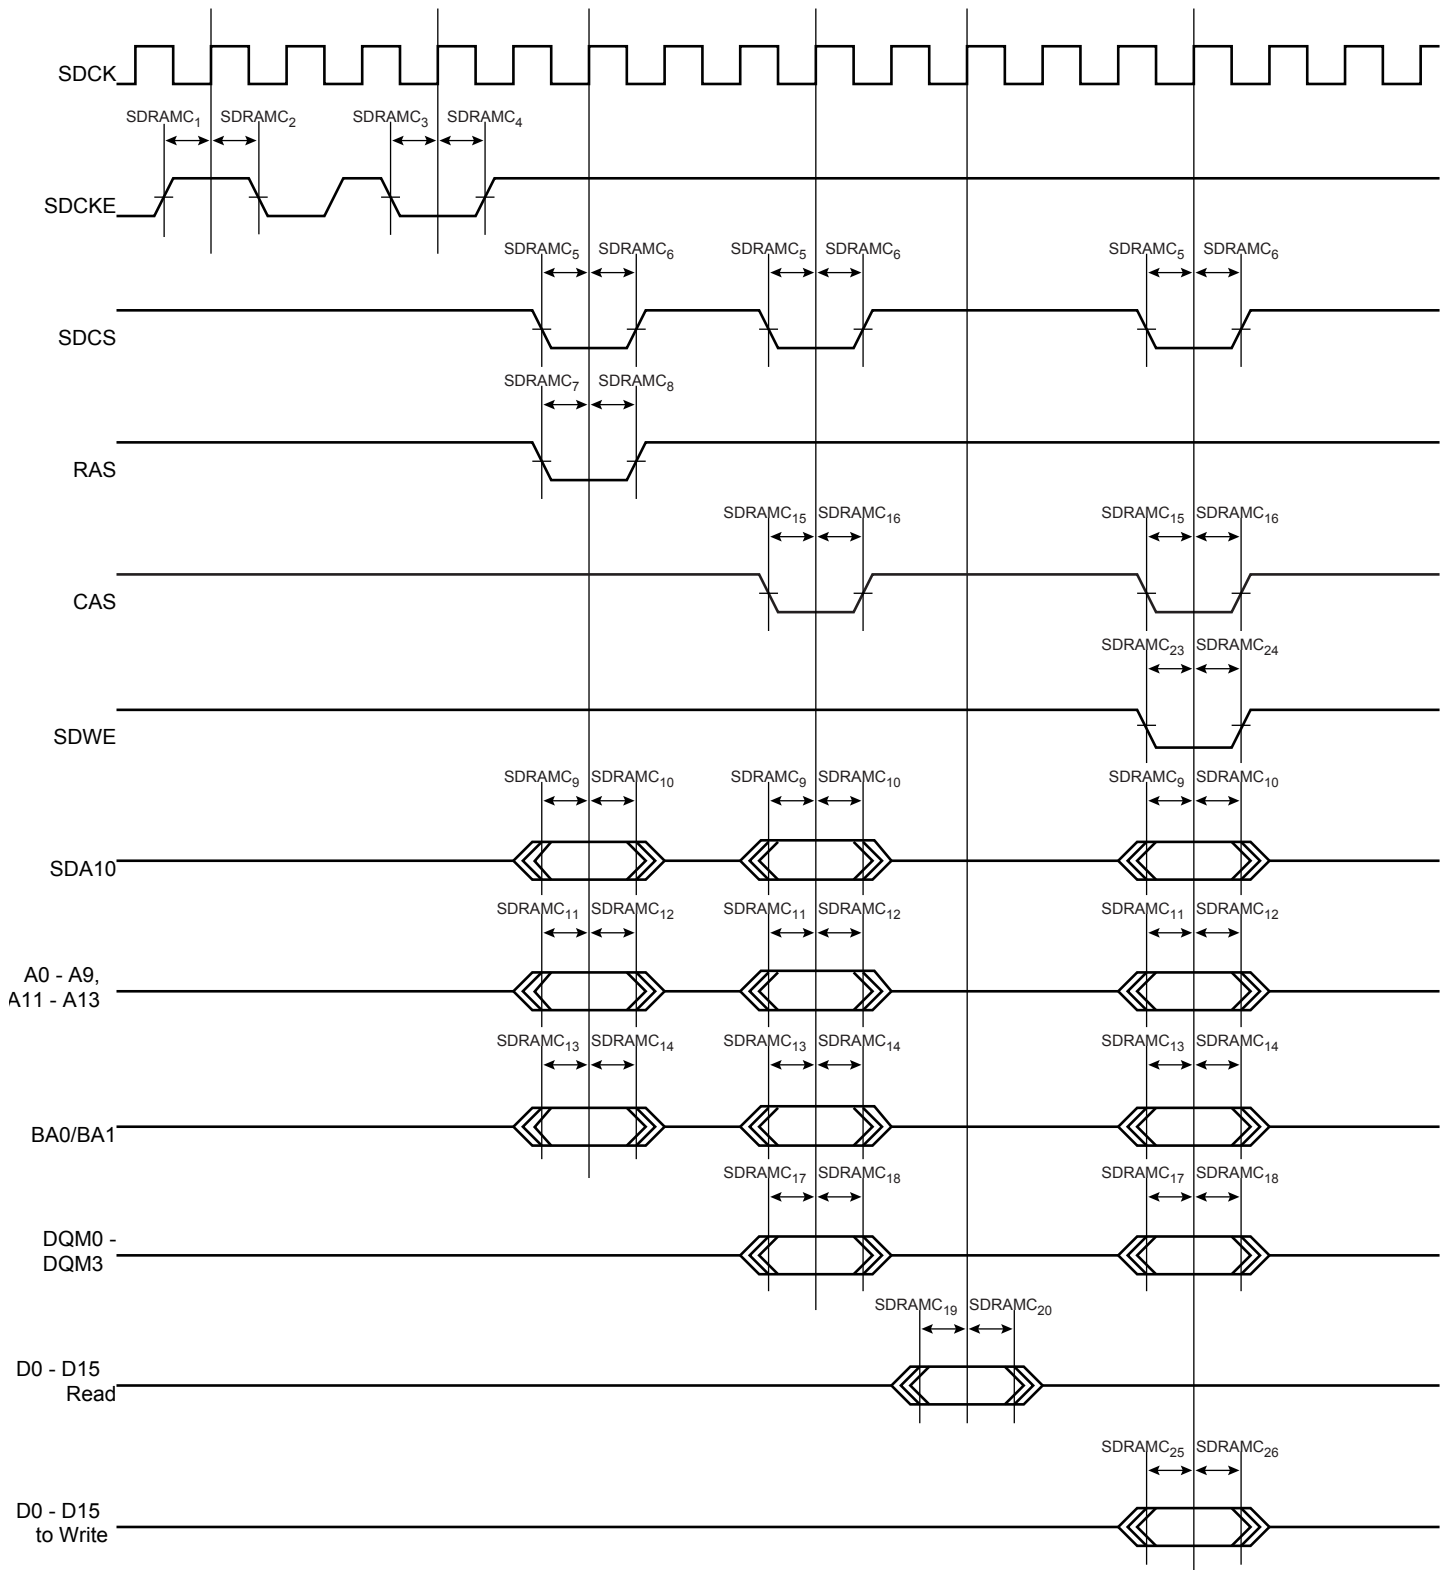 SDCK
SDRAMC1 SDRAMC2 SDRAMC3 SDRAMC4
SDCKE
SDRAMC5 SDRAMC6 SDRAMC5 SDRAMC6 SDRAMC5 SDRAMC6
SDCS
SDRAMC7 SDRAMC8
RAS
SDRAMC15 SDRAMC16 SDRAMC15 SDRAMC16
CAS
SDRAMC23 SDRAMC24
SDWE
SDRAMC9 SDRAMC10 SDRAMC9 SDRAMC10 SDRAMC9 SDRAMC10
SDA10
SDRAMC11 SDRAMC12 SDRAMC11 SDRAMC12 SDRAMC11 SDRAMC12
A0 - A9,
A11 - A13
SDRAMC13 SDRAMC14 SDRAMC13 SDRAMC14 SDRAMC13 SDRAMC14
BA0/BA1
SDRAMC17 SDRAMC18 SDRAMC17 SDRAMC18
DQM0 -
DQM3
SDRAMC19 SDRAMC20
D0 - D15
Read
SDRAMC25 SDRAMC26
D0 - D15
to Write